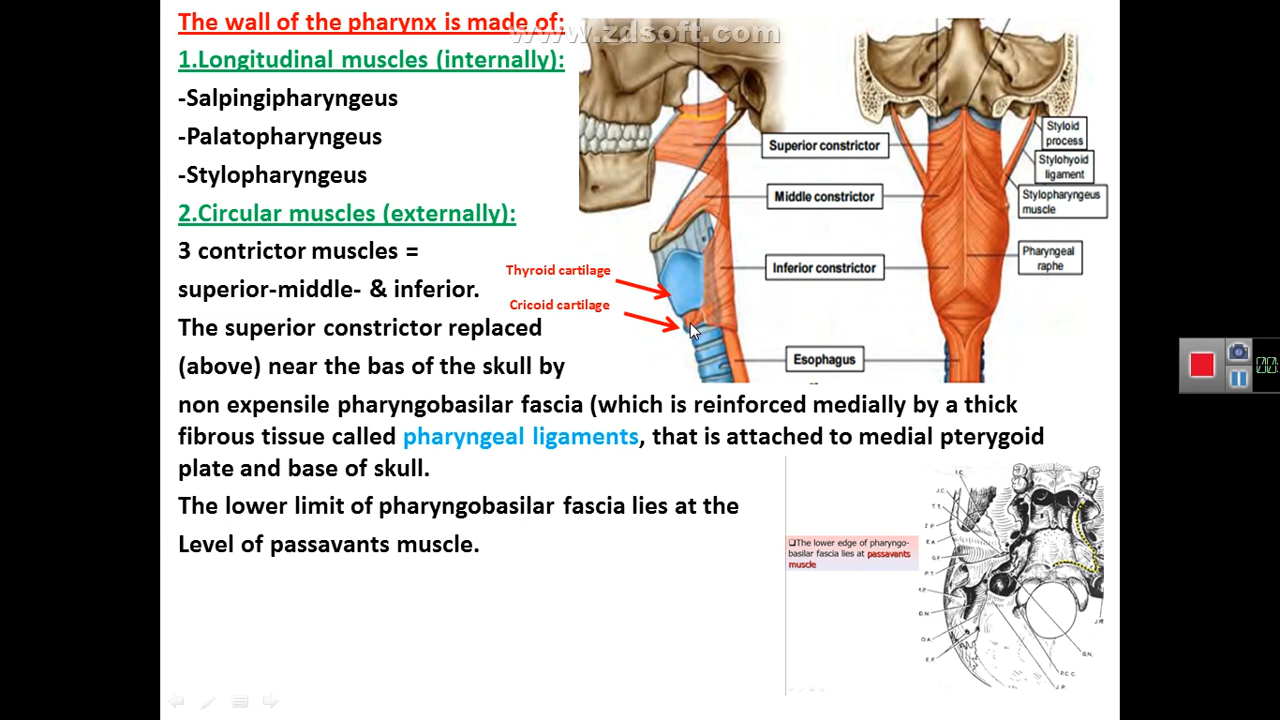 The wall of the pharynx is made of:
www.zdsoft.com
1.Longitudinal muscles (internally):
-Salpingipharyngeus
-Palatopharyngeus
-Stylopharyngeus
2.Circular muscles (externally):
3 contrictor muscles =
superior-middle- & inferior.
The superior constrictor replaced
(above) near the bas of the skull by
non expensile pharyngobasilar fascia (which is reinforced medially by a thick
fibrous tissue called pharyngeal ligaments, that is attached to medial pterygoid
plate and base of skull.
The lower limit of pharyngobasilar fascia lies at the
Level of passavants muscle.
Thyroid cartilage
Cricoid cartilage
Superior constrictor
Middle constrictor
Inferior constrictor
Esophagus
Styloid
process
Stylohyoid
ligament
Stylopharyngeus
muscle
Pharyngeal
raphe
❑The lower edge of pharyngo-
basilar fascia lies at passavants
muscle
I.C.
J.C.
T.T.
Z.P.
E.A.
G.F.
P.T.
D.N.
O.A.
E.P.
G.N.
P.C.C.
J.P.